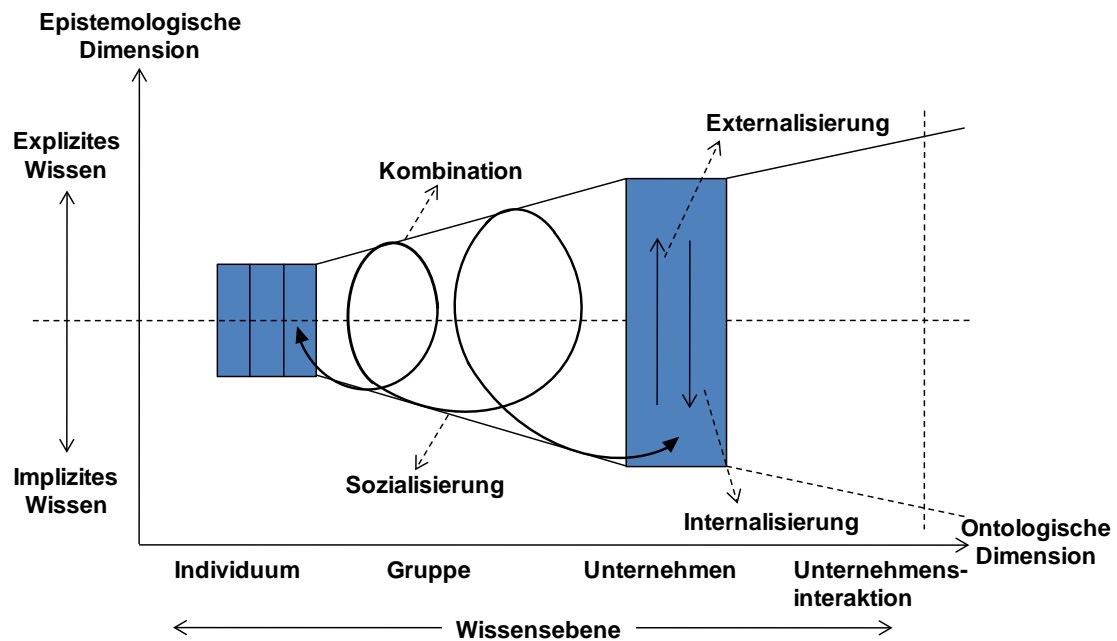 Epistemologische
Dimension
Externalisierung
Explizites
Wissen
Kombination
Implizites
Wissen
Sozialisierung
Internalisierung
Ontologische
Dimension
Individuum
Gruppe
Unternehmen
Unternehmens-
interaktion
Wissensebene